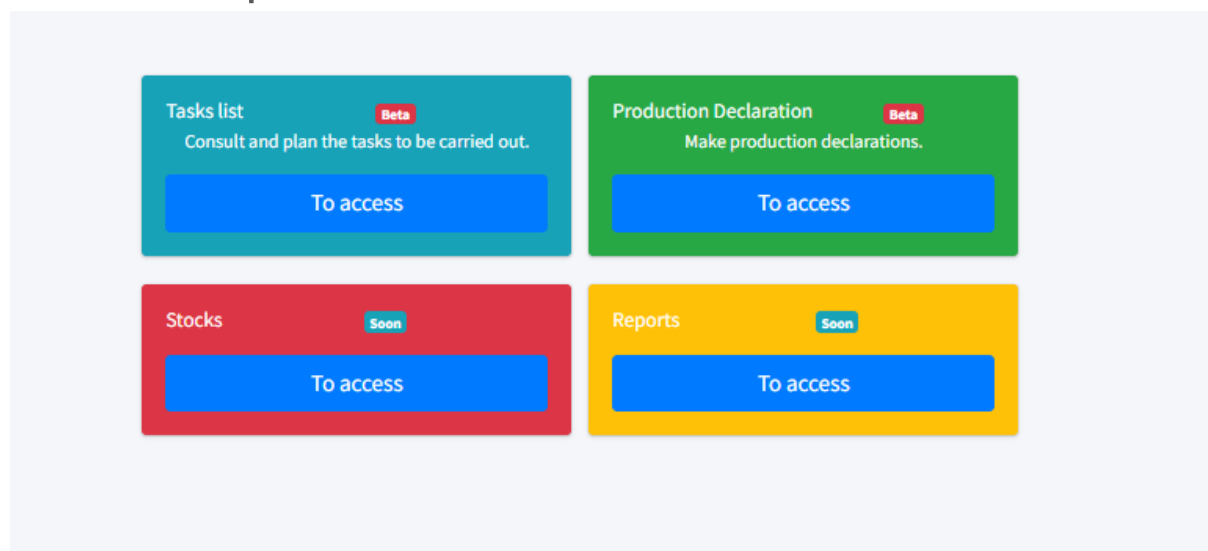 Tasks list Beta
Consult and plan the tasks to be carried out.
To access
Production Declaration Beta
Make production declarations.
To access
Stocks Soon
To access
Reports Soon
To access